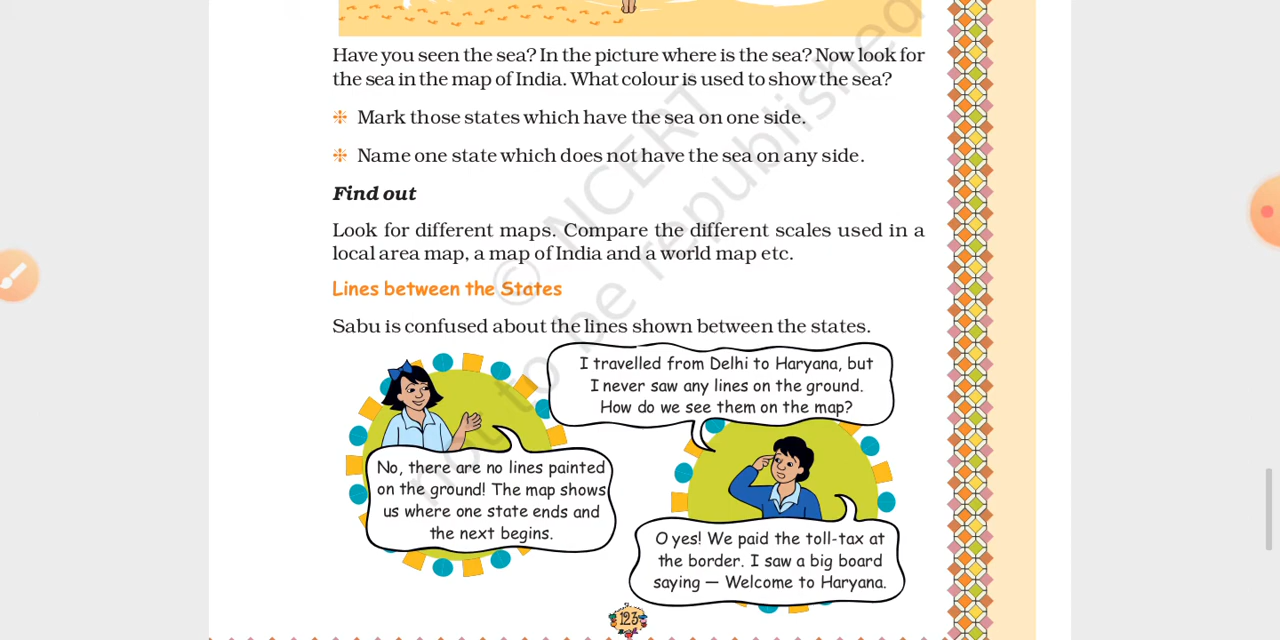 Have you seen the sea? In the picture where is the sea? Now look for
the sea in the map of India. What colour is used to show the sea?
Mark those states which have the sea on one side.
Name one state which does not have the sea on any side.
Find out
Look for different maps. Compare the different scales used in a
local area map, a map of India and a world map etc.
Lines between the States
Sabu is confused about the lines shown between the states.
I travelled from Delhi to Haryana, but
I never saw any lines on the ground.
How do we see them on the map?
No, there are no lines painted
on the ground! The map shows
us where one state ends and
the next begins.
O yes! We paid the toll-tax at
the border. I saw a big board
saying — Welcome to Haryana.
123
© NCERT
not to be republished